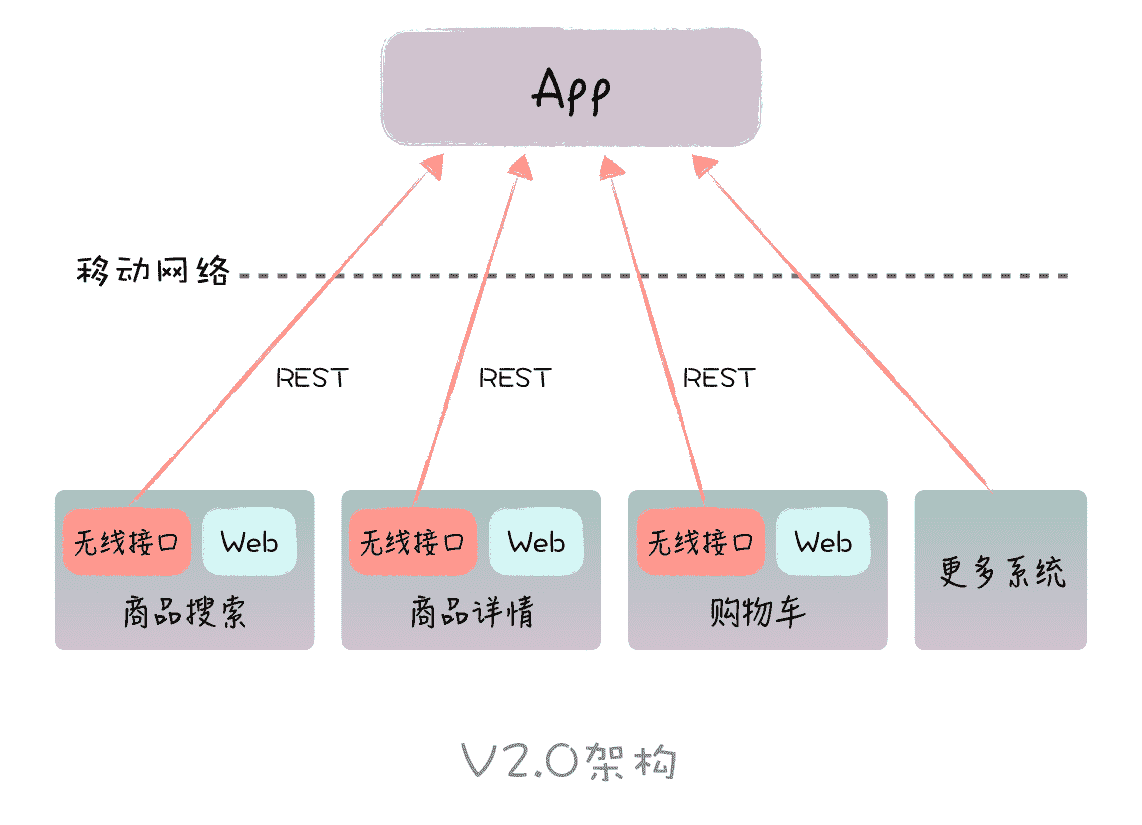 App
移动网络
REST REST REST
无线接口 Web 无线接口 Web 无线接口 Web
更多系统
商品搜索 商品详情 购物车
V2.0架构